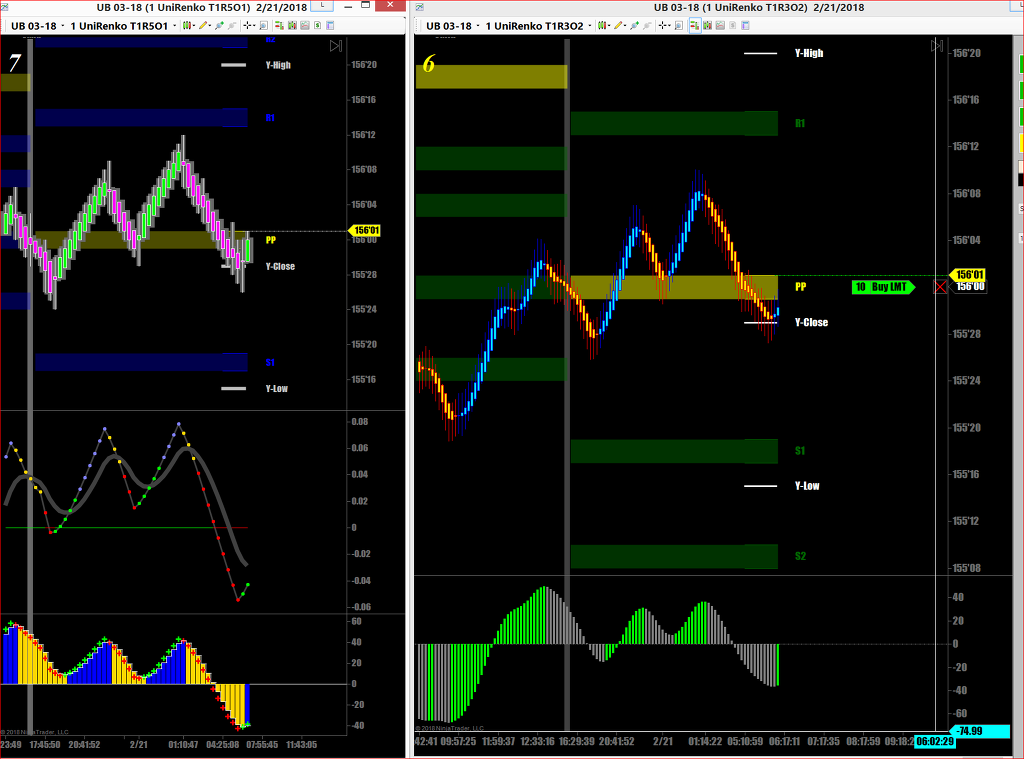 UB 03-18 (1 UniRenko T1R5O1) 2/21/2018
UB 03-18 1 UniRenko T1R5O1
7
Y-High
R1
PP
Y-Close
S1
Y-Low
156'20
156'16
156'12
156'08
156'04
156'01
156'00
155'28
155'24
155'20
155'16
0.08
0.06
0.04
0.02
0
-0.02
-0.04
-0.06
60
40
20
0
-20
-40
© 2018 NinjaTrader, LLC
23:49 17:45:50 20:41:52 2/21 01:10:47 04:25:08 07:55:45 11:43:05
UB 03-18 (1 UniRenko T1R3O2) 2/21/2018
UB 03-18 1 UniRenko T1R3O2
6
Y-High
R1
PP
10 Buy LMT
Y-Close
S1
Y-Low
S2
156'20
156'16
156'12
156'08
156'04
156'01
156'00
155'28
155'24
155'20
155'16
155'12
155'08
40
20
0
-20
-40
-60
-74.99
© 2018 NinjaTrader, LLC
42:41 09:57:25 11:59:37 12:33:16 16:29:39 20:41:52 2/21 01:14:22 05:10:59 06:17:11 07:17:35 08:17:59 09:18:2
06:02:29